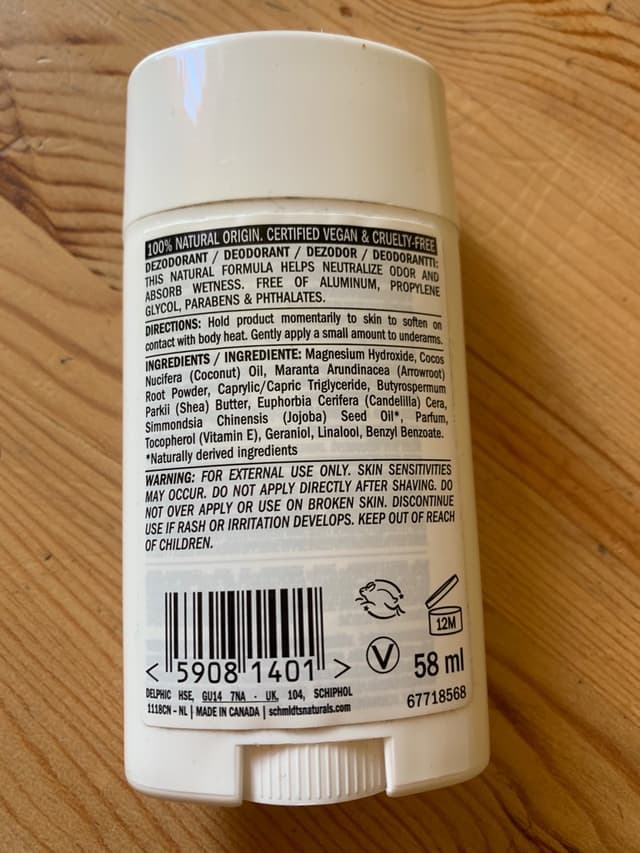 100% NATURAL ORIGIN. CERTIFIED VEGAN & CRUELTY-FREE
DEZODORANT / DEODORANT / DEZODOR / DEODORANTTI:
THIS NATURAL FORMULA HELPS NEUTRALIZE ODOR AND
ABSORB WETNESS. FREE OF ALUMINUM, PROPYLENE
GLYCOL, PARABENS & PHTHALATES.
DIRECTIONS: Hold product momentarily to skin to soften on
contact with body heat. Gently apply a small amount to underarms.
INGREDIENTS / INGREDIENTE: Magnesium Hydroxide, Cocos
Nucifera (Coconut) Oil, Maranta Arundinacea (Arrowroot)
Root Powder, Caprylic/Capric Triglyceride, Butyrospermum
Parkii (Shea) Butter, Euphorbia Cerifera (Candelilla) Cera,
Simmondsia Chinensis (Jojoba) Seed Oil*, Parfum,
Tocopherol (Vitamin E), Geraniol, Linalool, Benzyl Benzoate.
*Naturally derived ingredients
WARNING: FOR EXTERNAL USE ONLY. SKIN SENSITIVITIES
MAY OCCUR. DO NOT APPLY DIRECTLY AFTER SHAVING. DO
NOT OVER APPLY OR USE ON BROKEN SKIN. DISCONTINUE
USE IF RASH OR IRRITATION DEVELOPS. KEEP OUT OF REACH
OF CHILDREN.
12M
V
< 5908 1401 >
58 ml
DELPHIC HSE, GU14 7NA - UK, 104, SCHIPHOL
1118CN - NL | MADE IN CANADA | schmidtsnaturals.com
67718568